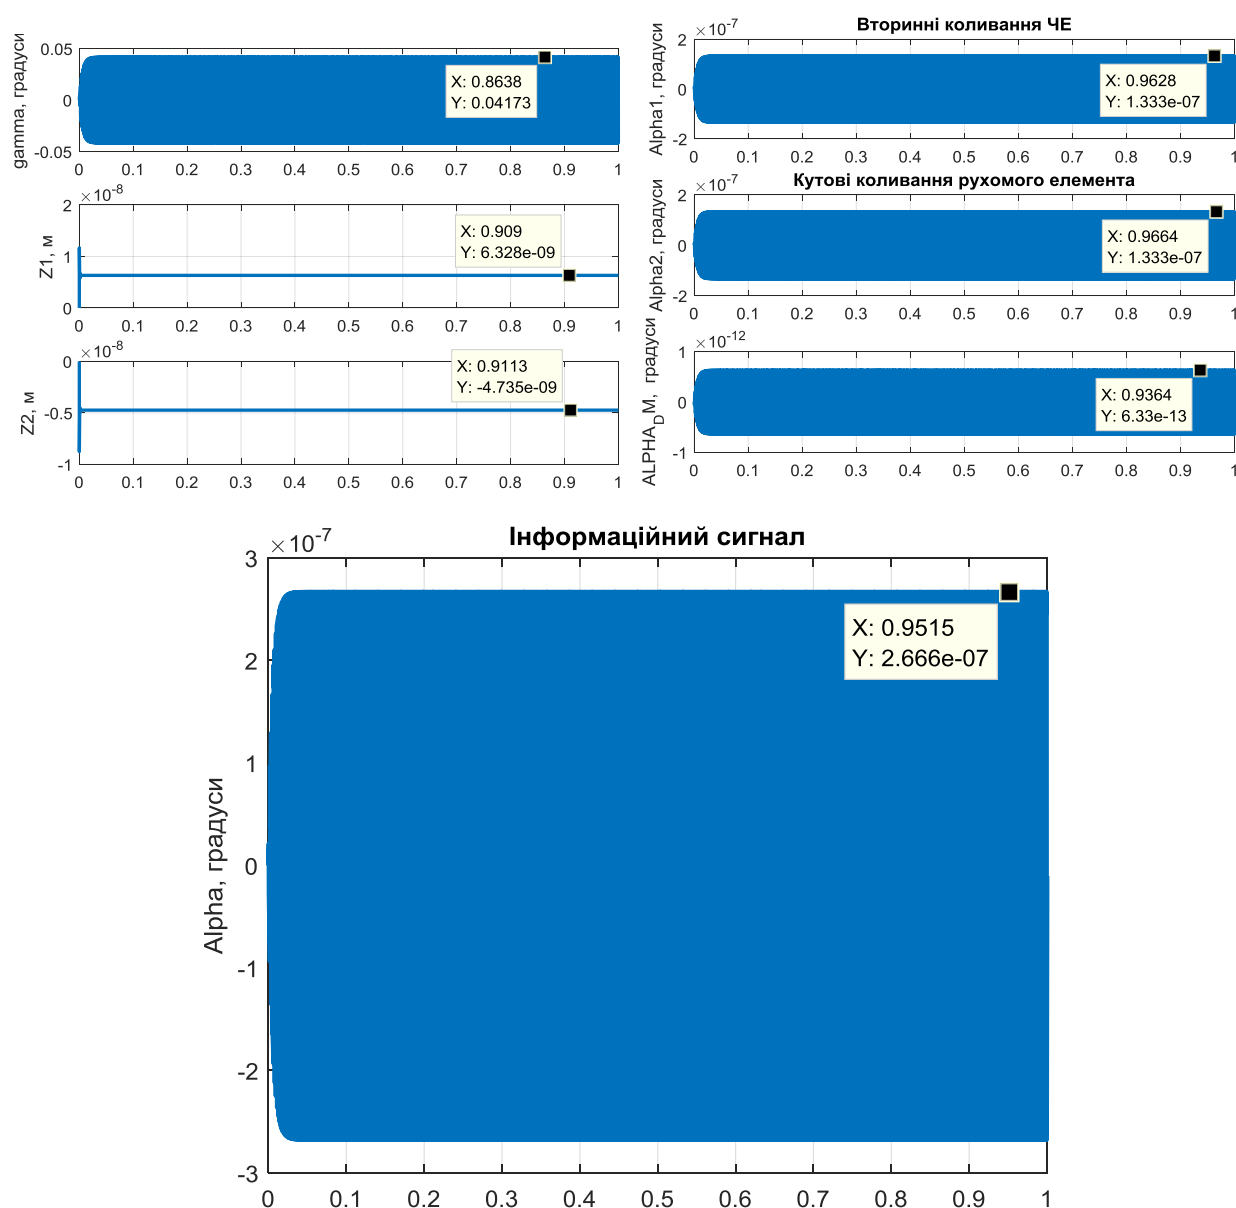 gamma, градуси
0.05
0
-0.05
X: 0.8638
Y: 0.04173
0 0.1 0.2 0.3 0.4 0.5 0.6 0.7 0.8 0.9 1
×10-8
Z1, м
2
1
0
X: 0.909
Y: 6.328e-09
0 0.1 0.2 0.3 0.4 0.5 0.6 0.7 0.8 0.9 1
×10-8
Z2, м
0
-0.5
-1
X: 0.9113
Y: -4.735e-09
0 0.1 0.2 0.3 0.4 0.5 0.6 0.7 0.8 0.9 1
Вторинні коливання ЧЕ
×10-7
Alpha1, градуси
2
0
-2
X: 0.9628
Y: 1.333e-07
0 0.1 0.2 0.3 0.4 0.5 0.6 0.7 0.8 0.9 1
Кутові коливання рухомого елемента
×10-7
Alpha2, градуси
2
0
-2
X: 0.9664
Y: 1.333e-07
0 0.1 0.2 0.3 0.4 0.5 0.6 0.7 0.8 0.9 1
×10-12
ALPHADM, градуси
1
0
-1
X: 0.9364
Y: 6.33e-13
0 0.1 0.2 0.3 0.4 0.5 0.6 0.7 0.8 0.9 1
Інформаційний сигнал
×10-7
Alpha, градуси
3
2
1
0
-1
-2
-3
X: 0.9515
Y: 2.666e-07
0 0.1 0.2 0.3 0.4 0.5 0.6 0.7 0.8 0.9 1